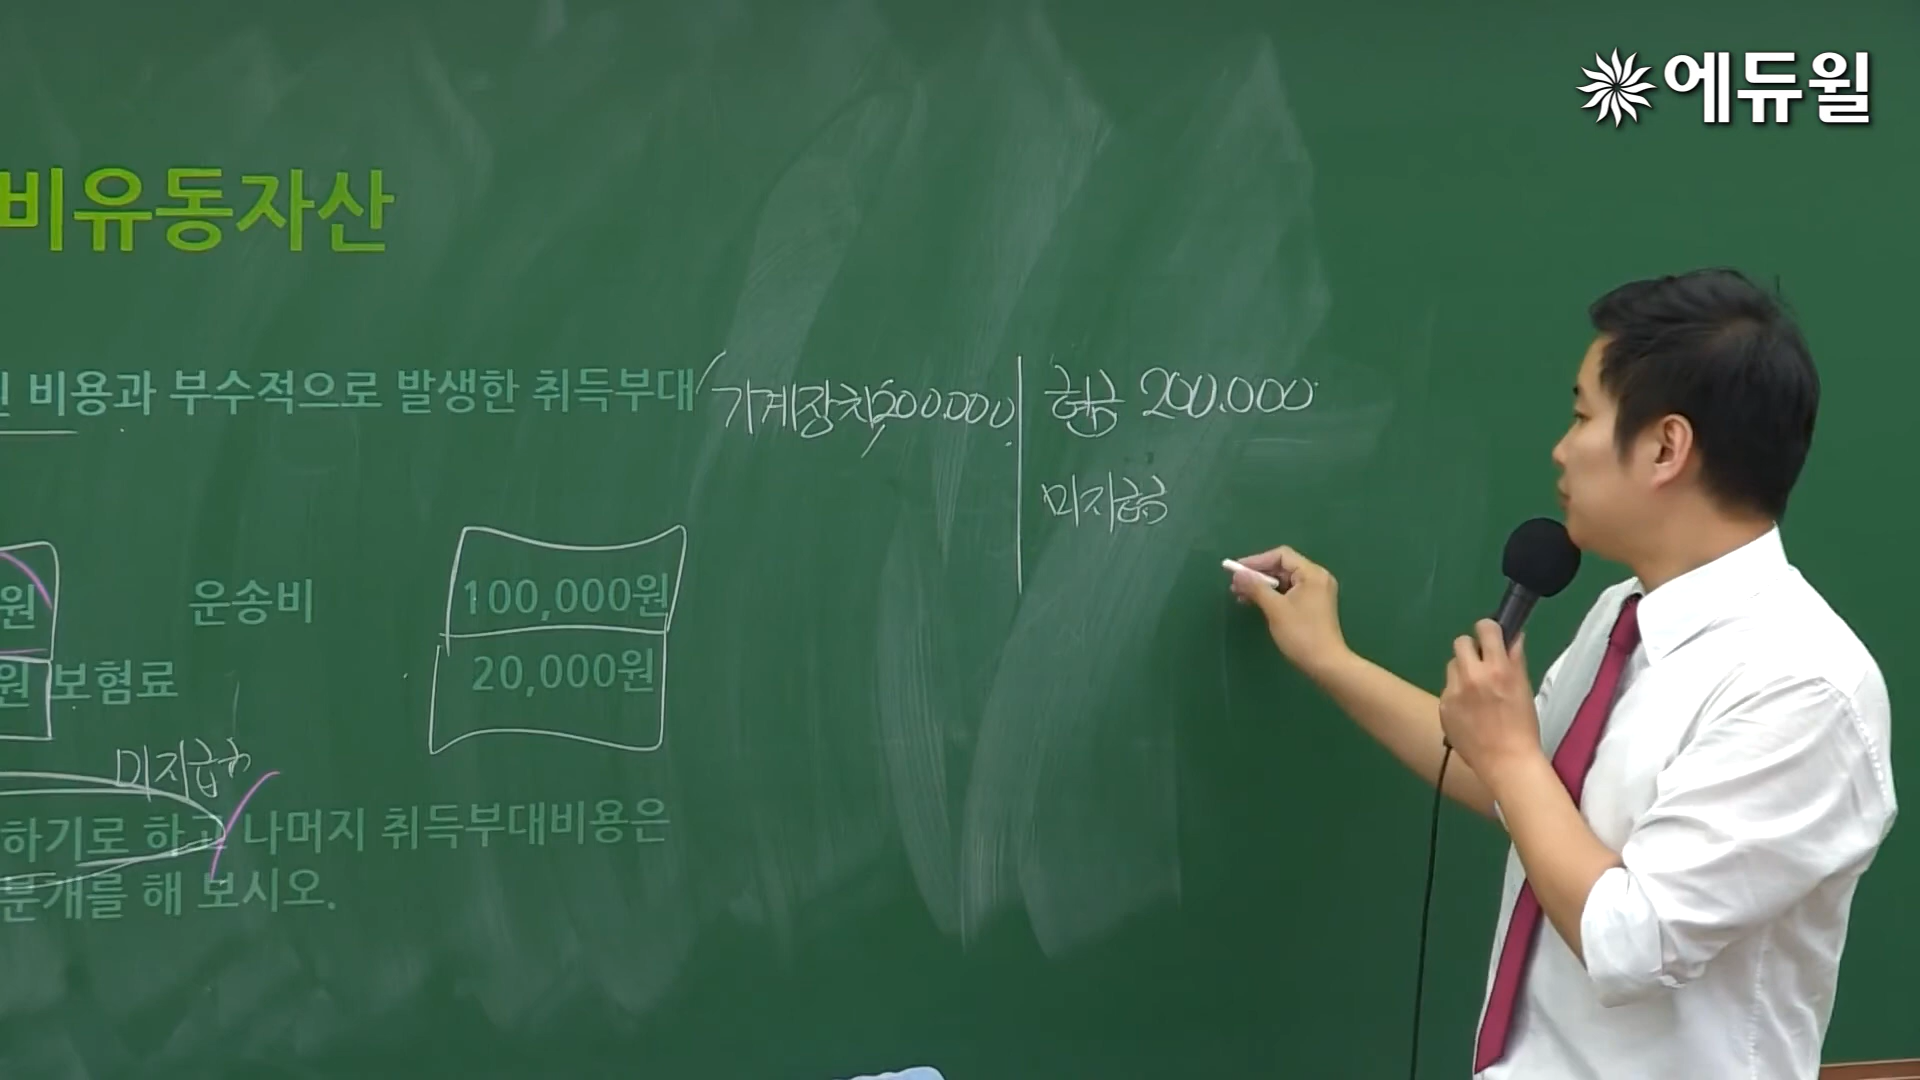 에듀윌
비유동자산
비용과 부수적으로 발생한 취득부대
기계장치 200.000 현금 200.000
미지급금
원 운송비 100,000원
원 보험료 20,000원
미지급금
하기로 하고 나머지 취득부대비용은
분개를 해 보시오.